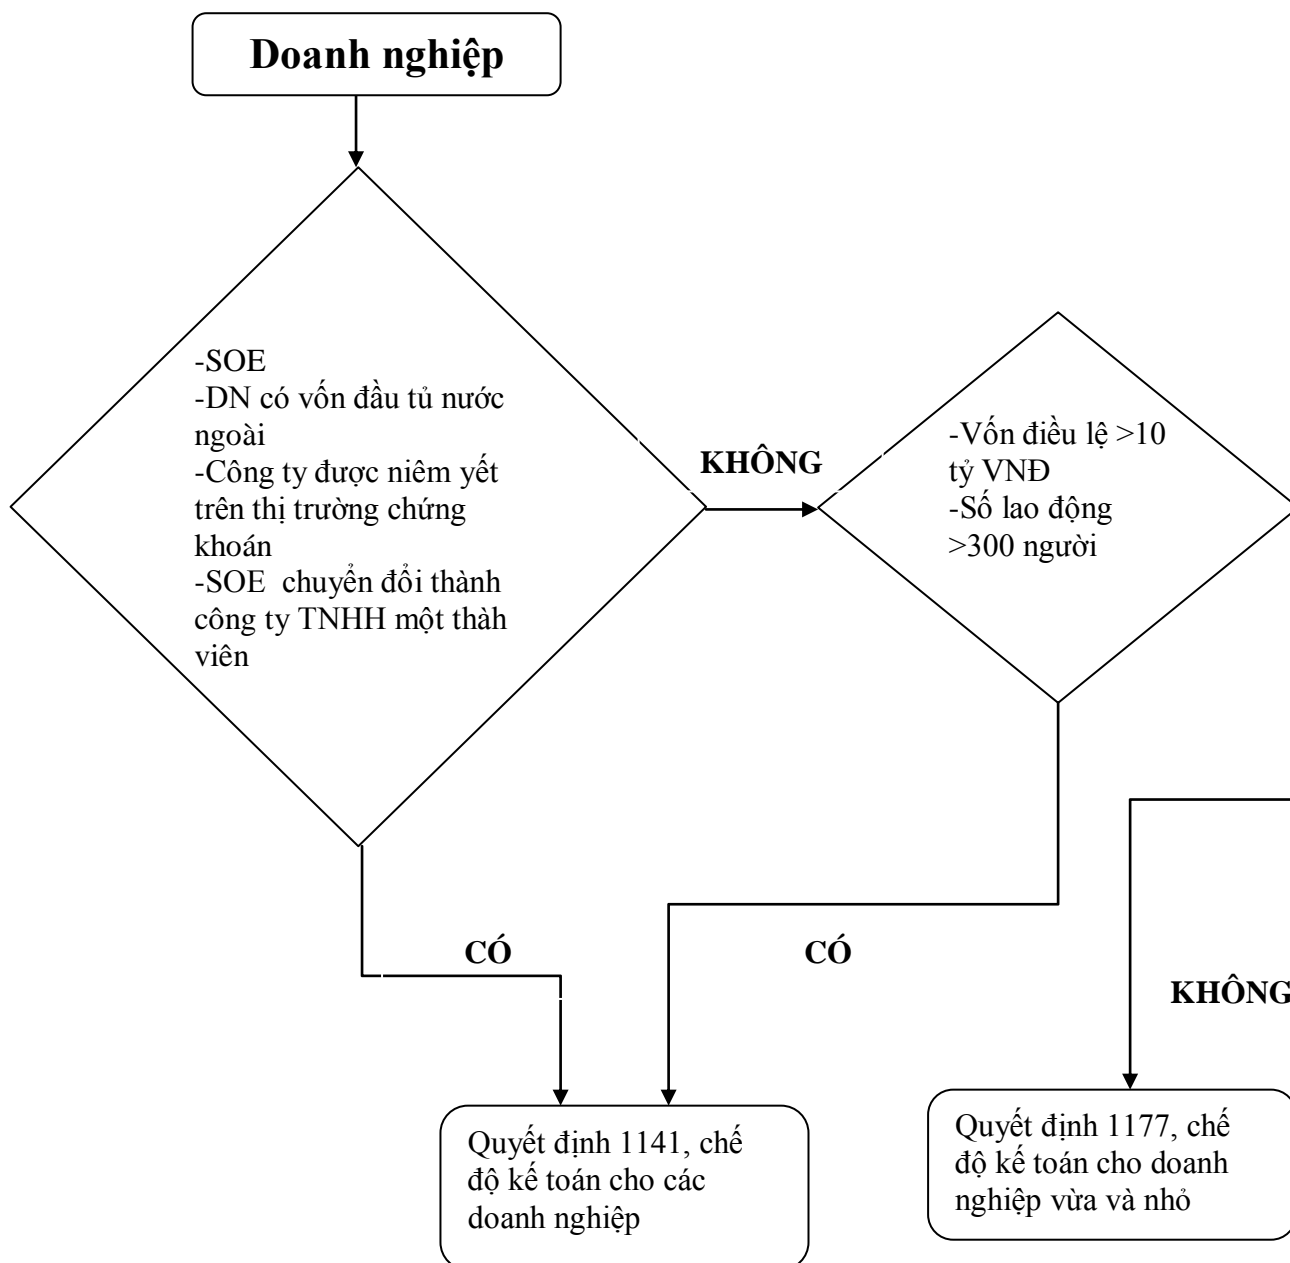 Doanh nghiệp
-SOE
-DN có vốn đầu tủ nước
ngoài
-Công ty được niêm yết
trên thị trường chứng
khoán
-SOE  chuyển đổi thành
công ty TNHH một thàh
viên
KHÔNG
-Vốn điều lệ >10
tỷ VNĐ
-Số lao động
>300 người
CÓ
CÓ
KHÔNG
Quyết định 1141, chế
độ kế toán cho các
doanh nghiệp
Quyết định 1177, chế
độ kế toán cho doanh
nghiệp vừa và nhỏ